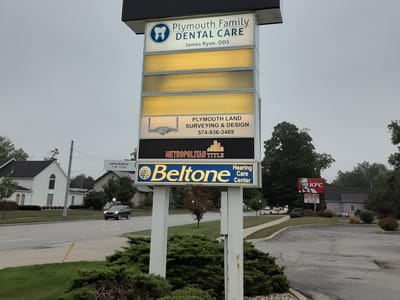 Plymouth Family
DENTAL CARE
James Ryan, DDS
PLYMOUTH LAND
SURVEYING & DESIGN
574-936-3469
METROPOLITAN TITLE
Beltone
Hearing
Care
Center
KFC